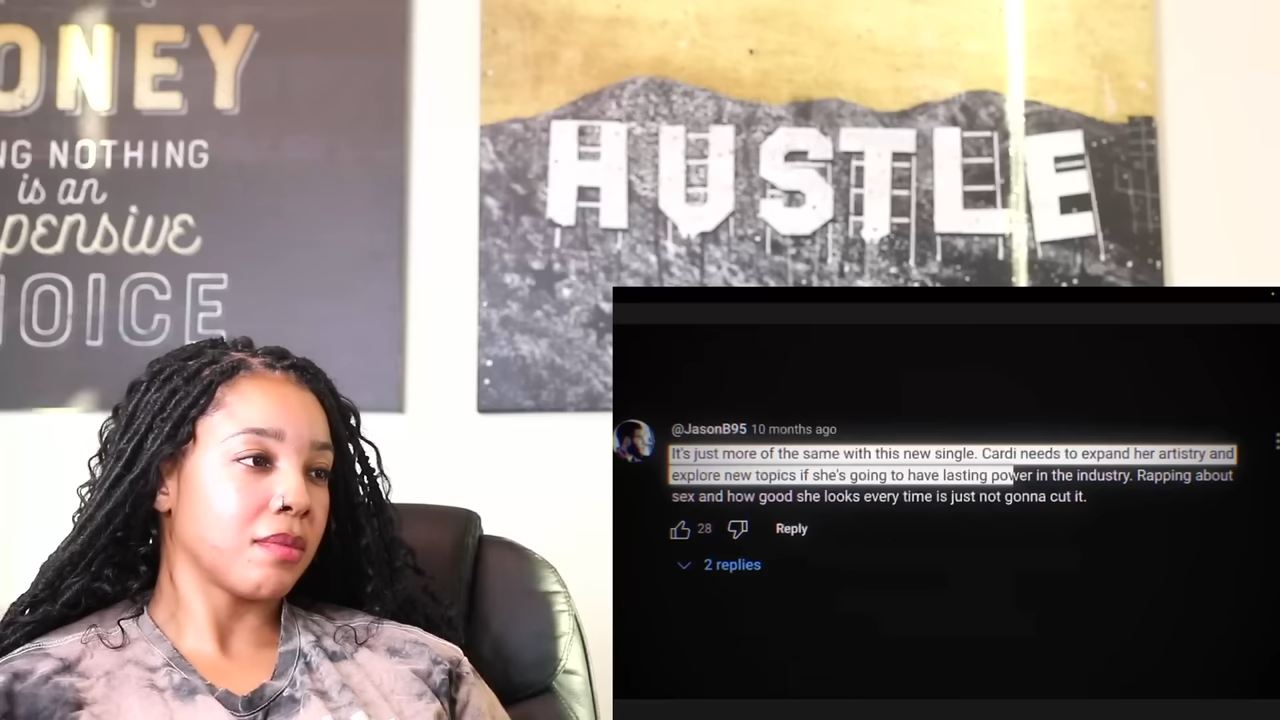 ONEY
NG NOTHING
is an
pensive
HOICE
HUSTLE
@JasonB95 10 months ago
It's just more of the same with this new single. Cardi needs to expand her artistry and
explore new topics if she's going to have lasting power in the industry. Rapping about
sex and how good she looks every time is just not gonna cut it.
28
Reply
2 replies